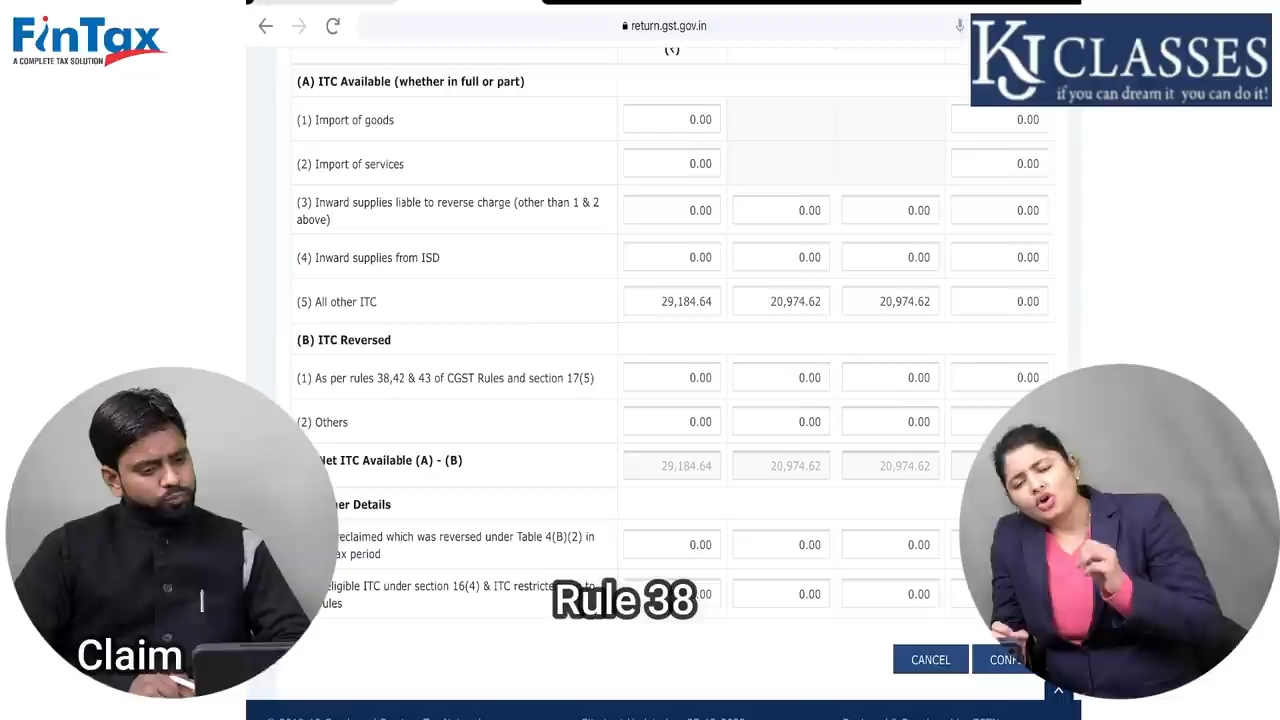 FinTax
A COMPLETE TAX SOLUTION
return.gst.gov.in
KJ CLASSES
if you can dream it you can do it!
(₹)
(A) ITC Available (whether in full or part)
(1) Import of goods 0.00 0.00
(2) Import of services 0.00 0.00
(3) Inward supplies liable to reverse charge (other than 1 & 2
above) 0.00 0.00 0.00 0.00
(4) Inward supplies from ISD 0.00 0.00 0.00 0.00
(5) All other ITC 29,184.64 20,974.62 20,974.62 0.00
(B) ITC Reversed
(1) As per rules 38,42 & 43 of CGST Rules and section 17(5) 0.00 0.00 0.00 0.00
(2) Others 0.00 0.00 0.00
Net ITC Available (A) - (B) 29,184.64 20,974.62 20,974.62
Details
reclaimed which was reversed under Table 4(B)(2) in
period 0.00 0.00 0.00
ITC under section 16(4) & ITC
0.00 0.00
Rule 38
Claim
CANCEL